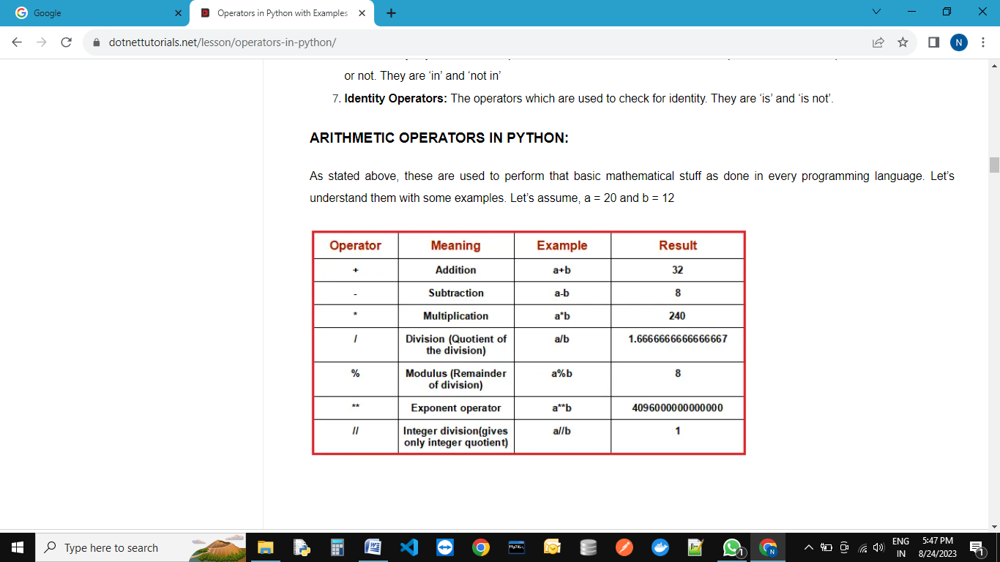 Google
Operators in Python with Examples
dotnettutorials.net/lesson/operators-in-python/
N
or not. They are ‘in’ and ‘not in’
7. Identity Operators: The operators which are used to check for identity. They are ‘is’ and ‘is not’.
ARITHMETIC OPERATORS IN PYTHON:
As stated above, these are used to perform that basic mathematical stuff as done in every programming language. Let’s
understand them with some examples. Let’s assume, a = 20 and b = 12
Operator Meaning Example Result
+ Addition a+b 32
- Subtraction a-b 8
* Multiplication a*b 240
/ Division (Quotient of a/b 1.6666666666666667
the division)
% Modulus (Remainder a%b 8
of division)
** Exponent operator a**b 4096000000000000
// Integer division(gives a//b 1
only integer quotient)
Type here to search
MySQL
1
N
ENG
IN
5:47 PM
8/24/2023
1